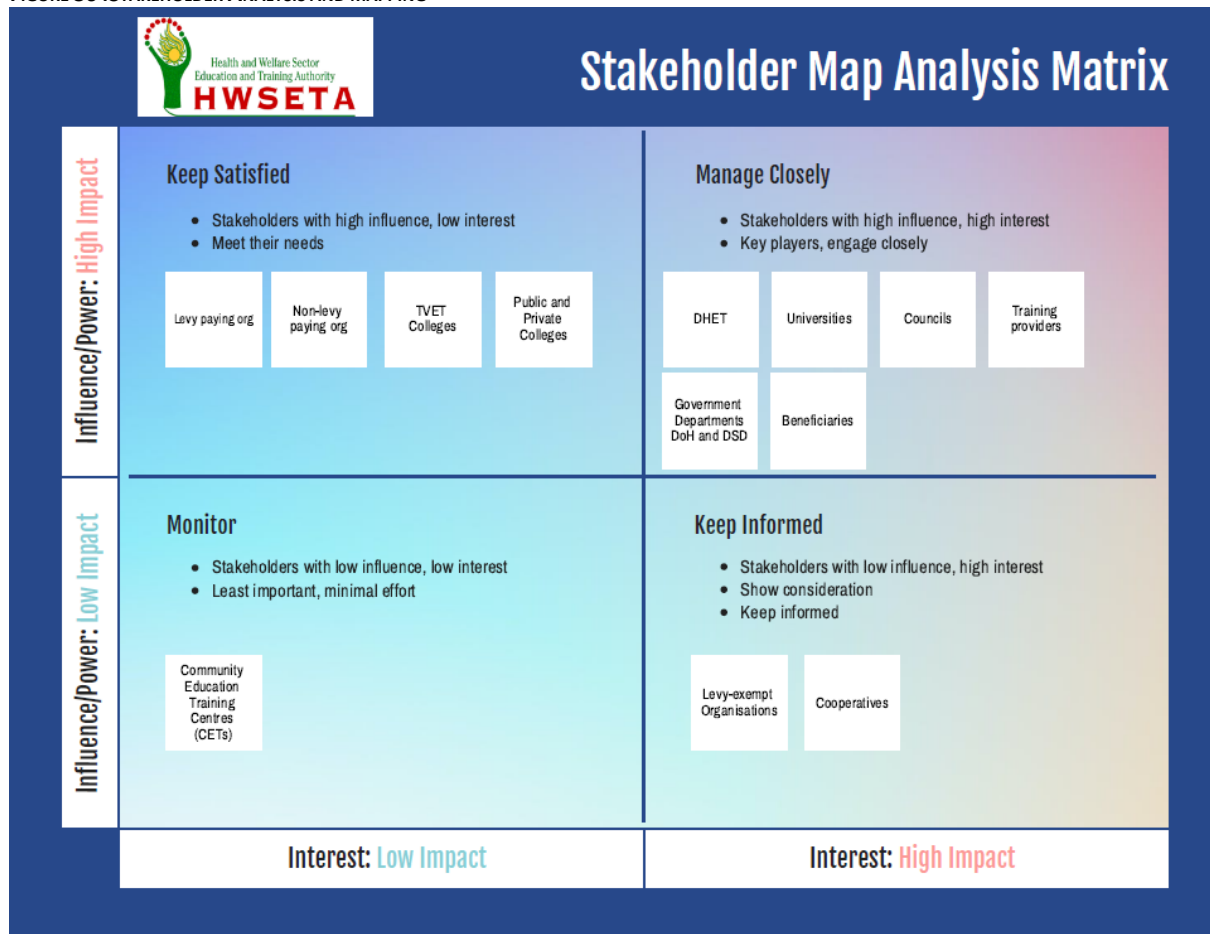 Health and Welfare Sector
Education and Training Authority
HWSETA
Stakeholder Map Analysis Matrix
Influence/Power: High Impact
Keep Satisfied
• Stakeholders with high influence, low interest
• Meet their needs
Levy paying org
Non-levy
paying org
TVET
Colleges
Public and
Private
Colleges
Manage Closely
• Stakeholders with high influence, high interest
• Key players, engage closely
DHET
Universities
Councils
Training
providers
Government
Departments
DoH and DSD
Beneficiaries
Influence/Power: Low Impact
Monitor
• Stakeholders with low influence, low interest
• Least important, minimal effort
Community
Education
Training
Centres
(CETs)
Keep Informed
• Stakeholders with low influence, high interest
• Show consideration
• Keep informed
Levy-exempt
Organisations
Cooperatives
Interest: Low Impact
Interest: High Impact